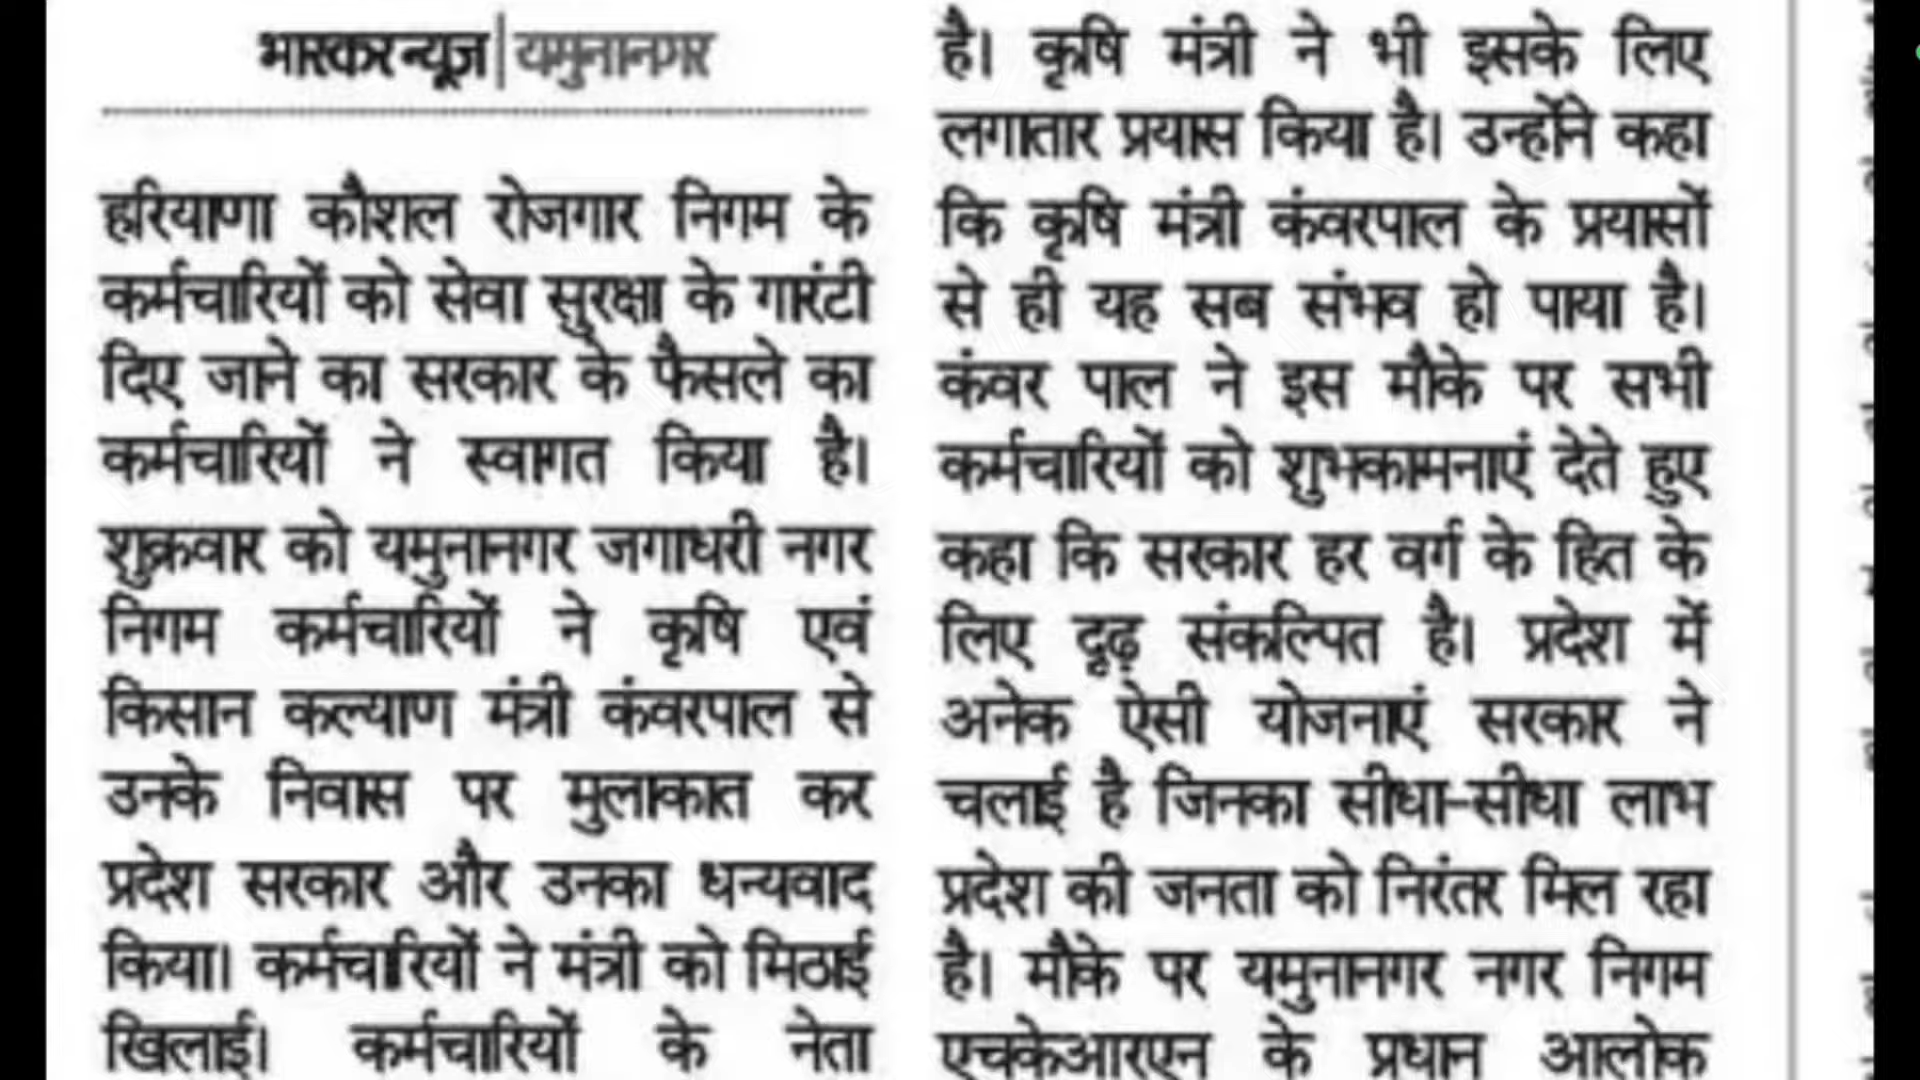 भास्कर न्यूज | यमुनानगर
हरियाणा कौशल रोजगार निगम के
कर्मचारियों को सेवा सुरक्षा के गारंटी
दिए जाने का सरकार के फैसले का
कर्मचारियों ने स्वागत किया है।
शुक्रवार को यमुनानगर जगाधरी नगर
निगम कर्मचारियों ने कृषि एवं
किसान कल्याण मंत्री कंवरपाल से
उनके निवास पर मुलाकात कर
प्रदेश सरकार और उनका धन्यवाद
किया। कर्मचारियों ने मंत्री को मिठाई
खिलाई। कर्मचारियों के नेता
है। कृषि मंत्री ने भी इसके लिए
लगातार प्रयास किया है। उन्होंने कहा
कि कृषि मंत्री कंवरपाल के प्रयासों
से ही यह सब संभव हो पाया है।
कंवर पाल ने इस मौके पर सभी
कर्मचारियों को शुभकामनाएं देते हुए
कहा कि सरकार हर वर्ग के हित के
लिए दृढ़ संकल्पित है। प्रदेश में
अनेक ऐसी योजनाएं सरकार ने
चलाई है जिनका सीधा-सीधा लाभ
प्रदेश की जनता को निरंतर मिल रहा
है। मौके पर यमुनानगर नगर निगम
एचकेआरएन के प्रधान आलोक